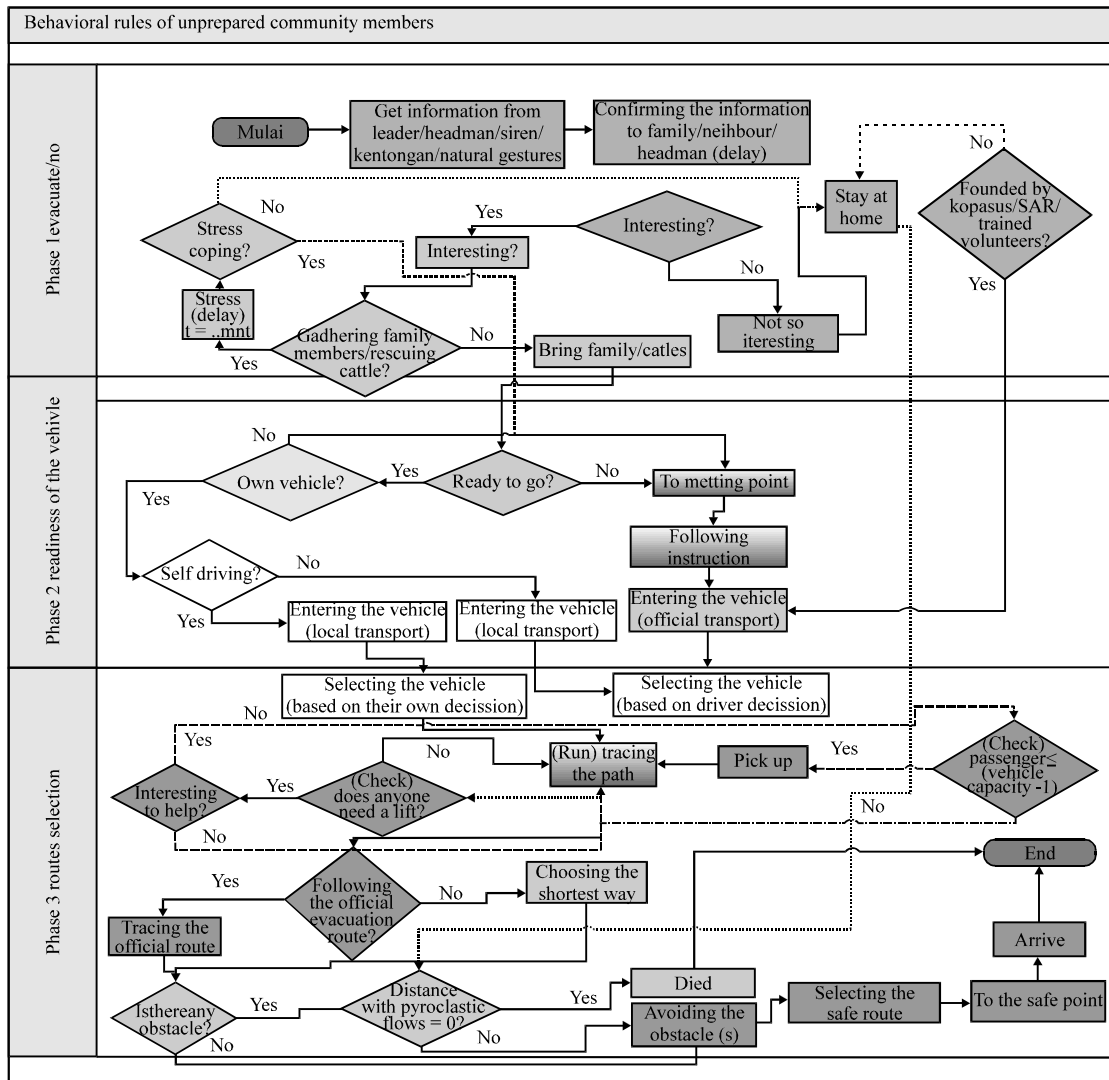 Behavioral rules of unprepared community members
Phase 1evacuate/no
Mulai
Get information from
leader/headman/siren/
kentongan/natural gestures
Confirming the information
to family/neihbour/
headman (delay)
No
Stay at
home
Founded by
kopasus/SAR/
trained
volunteers?
Yes
No
Stress
coping?
Yes
Yes
Interesting?
Interesting?
No
Not so
iteresting
Stress
(delay)
t = ..mnt
Yes
Gadhering family
members/rescuing
cattle?
No
Bring family/catles
Phase 2 readiness of the vehivle
No
Own vehicle?
Yes
Yes
Ready to go?
No
To metting point
Following
instruction
Self driving?
No
Yes
Entering the vehicle
(local transport)
Entering the vehicle
(local transport)
Entering the vehicle
(official transport)
Phase 3 routes selection
Selecting the vehicle
(based on their own decission)
Selecting the vehicle
(based on driver decission)
No
Yes
No
(Run) tracing
the path
Pick up
Yes
(Check)
passenger≤
(vehicle
capacity -1)
Interesting
to help?
Yes
(Check)
does anyone
need a lift?
No
No
End
Yes
Following
the official
evacuation
route?
No
Choosing the
shortest way
Tracing the
official route
Arrive
Isthereany
obstacle?
Yes
No
Distance
with pyroclastic
flows = 0?
Yes
No
Died
Avoiding the
obstacle (s)
Selecting the
safe route
To the safe point